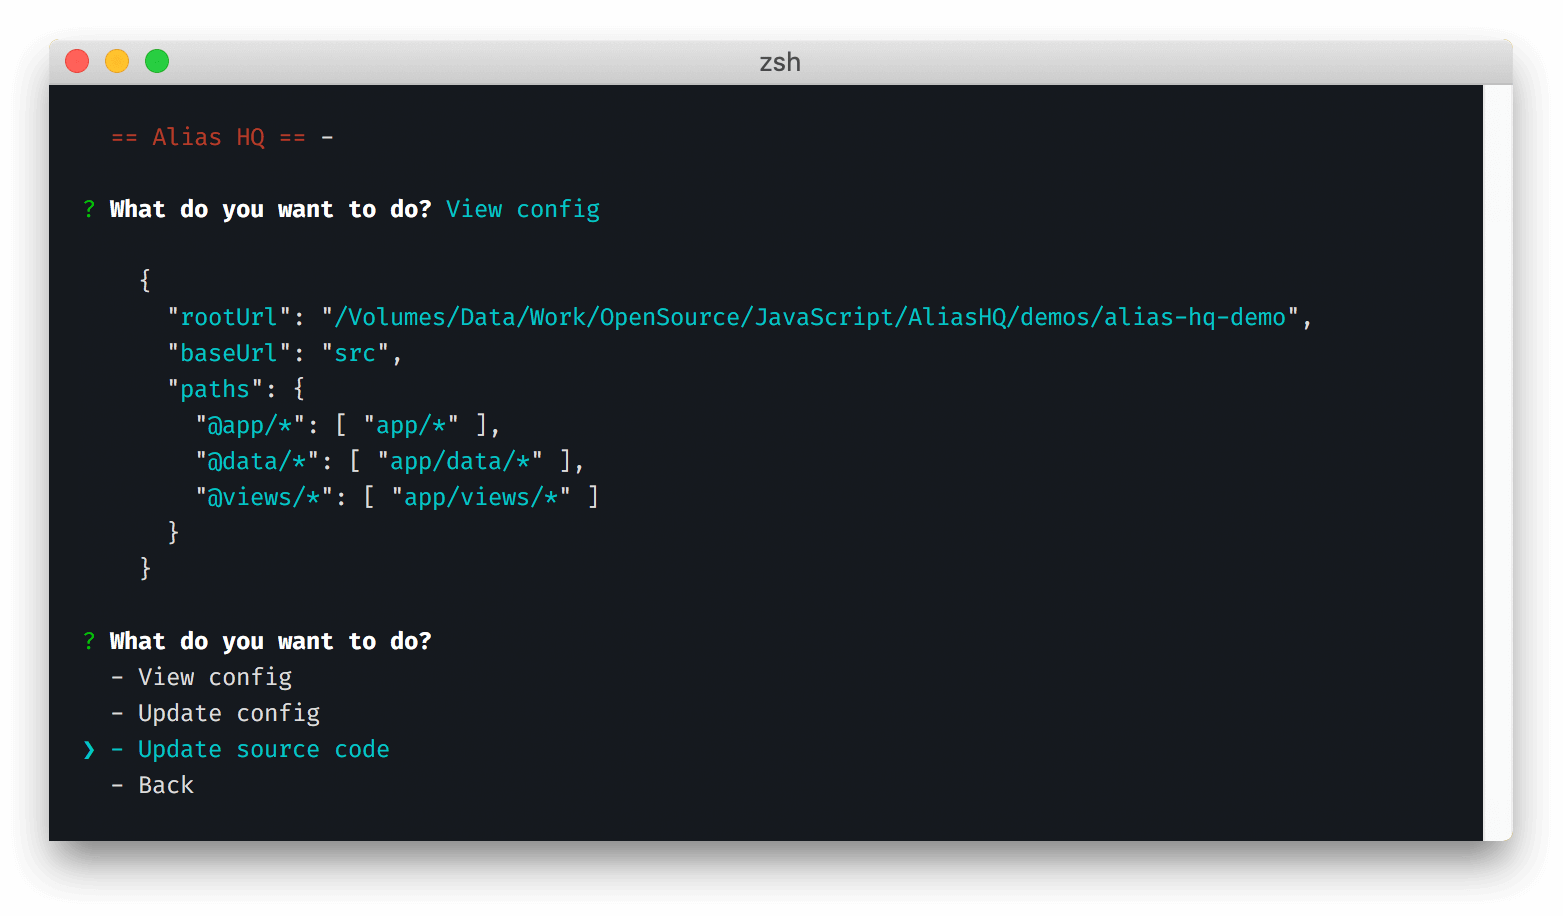 zsh
== Alias HQ == -
? What do you want to do? View config
{
"rootUrl": "/Volumes/Data/Work/OpenSource/JavaScript/AliasHQ/demos/alias-hq-demo",
"baseUrl": "src",
"paths": {
"@app/*": [ "app/*" ],
"@data/*": [ "app/data/*" ],
"@views/*": [ "app/views/*" ]
}
}
? What do you want to do?
- View config
- Update config
❯ - Update source code
- Back